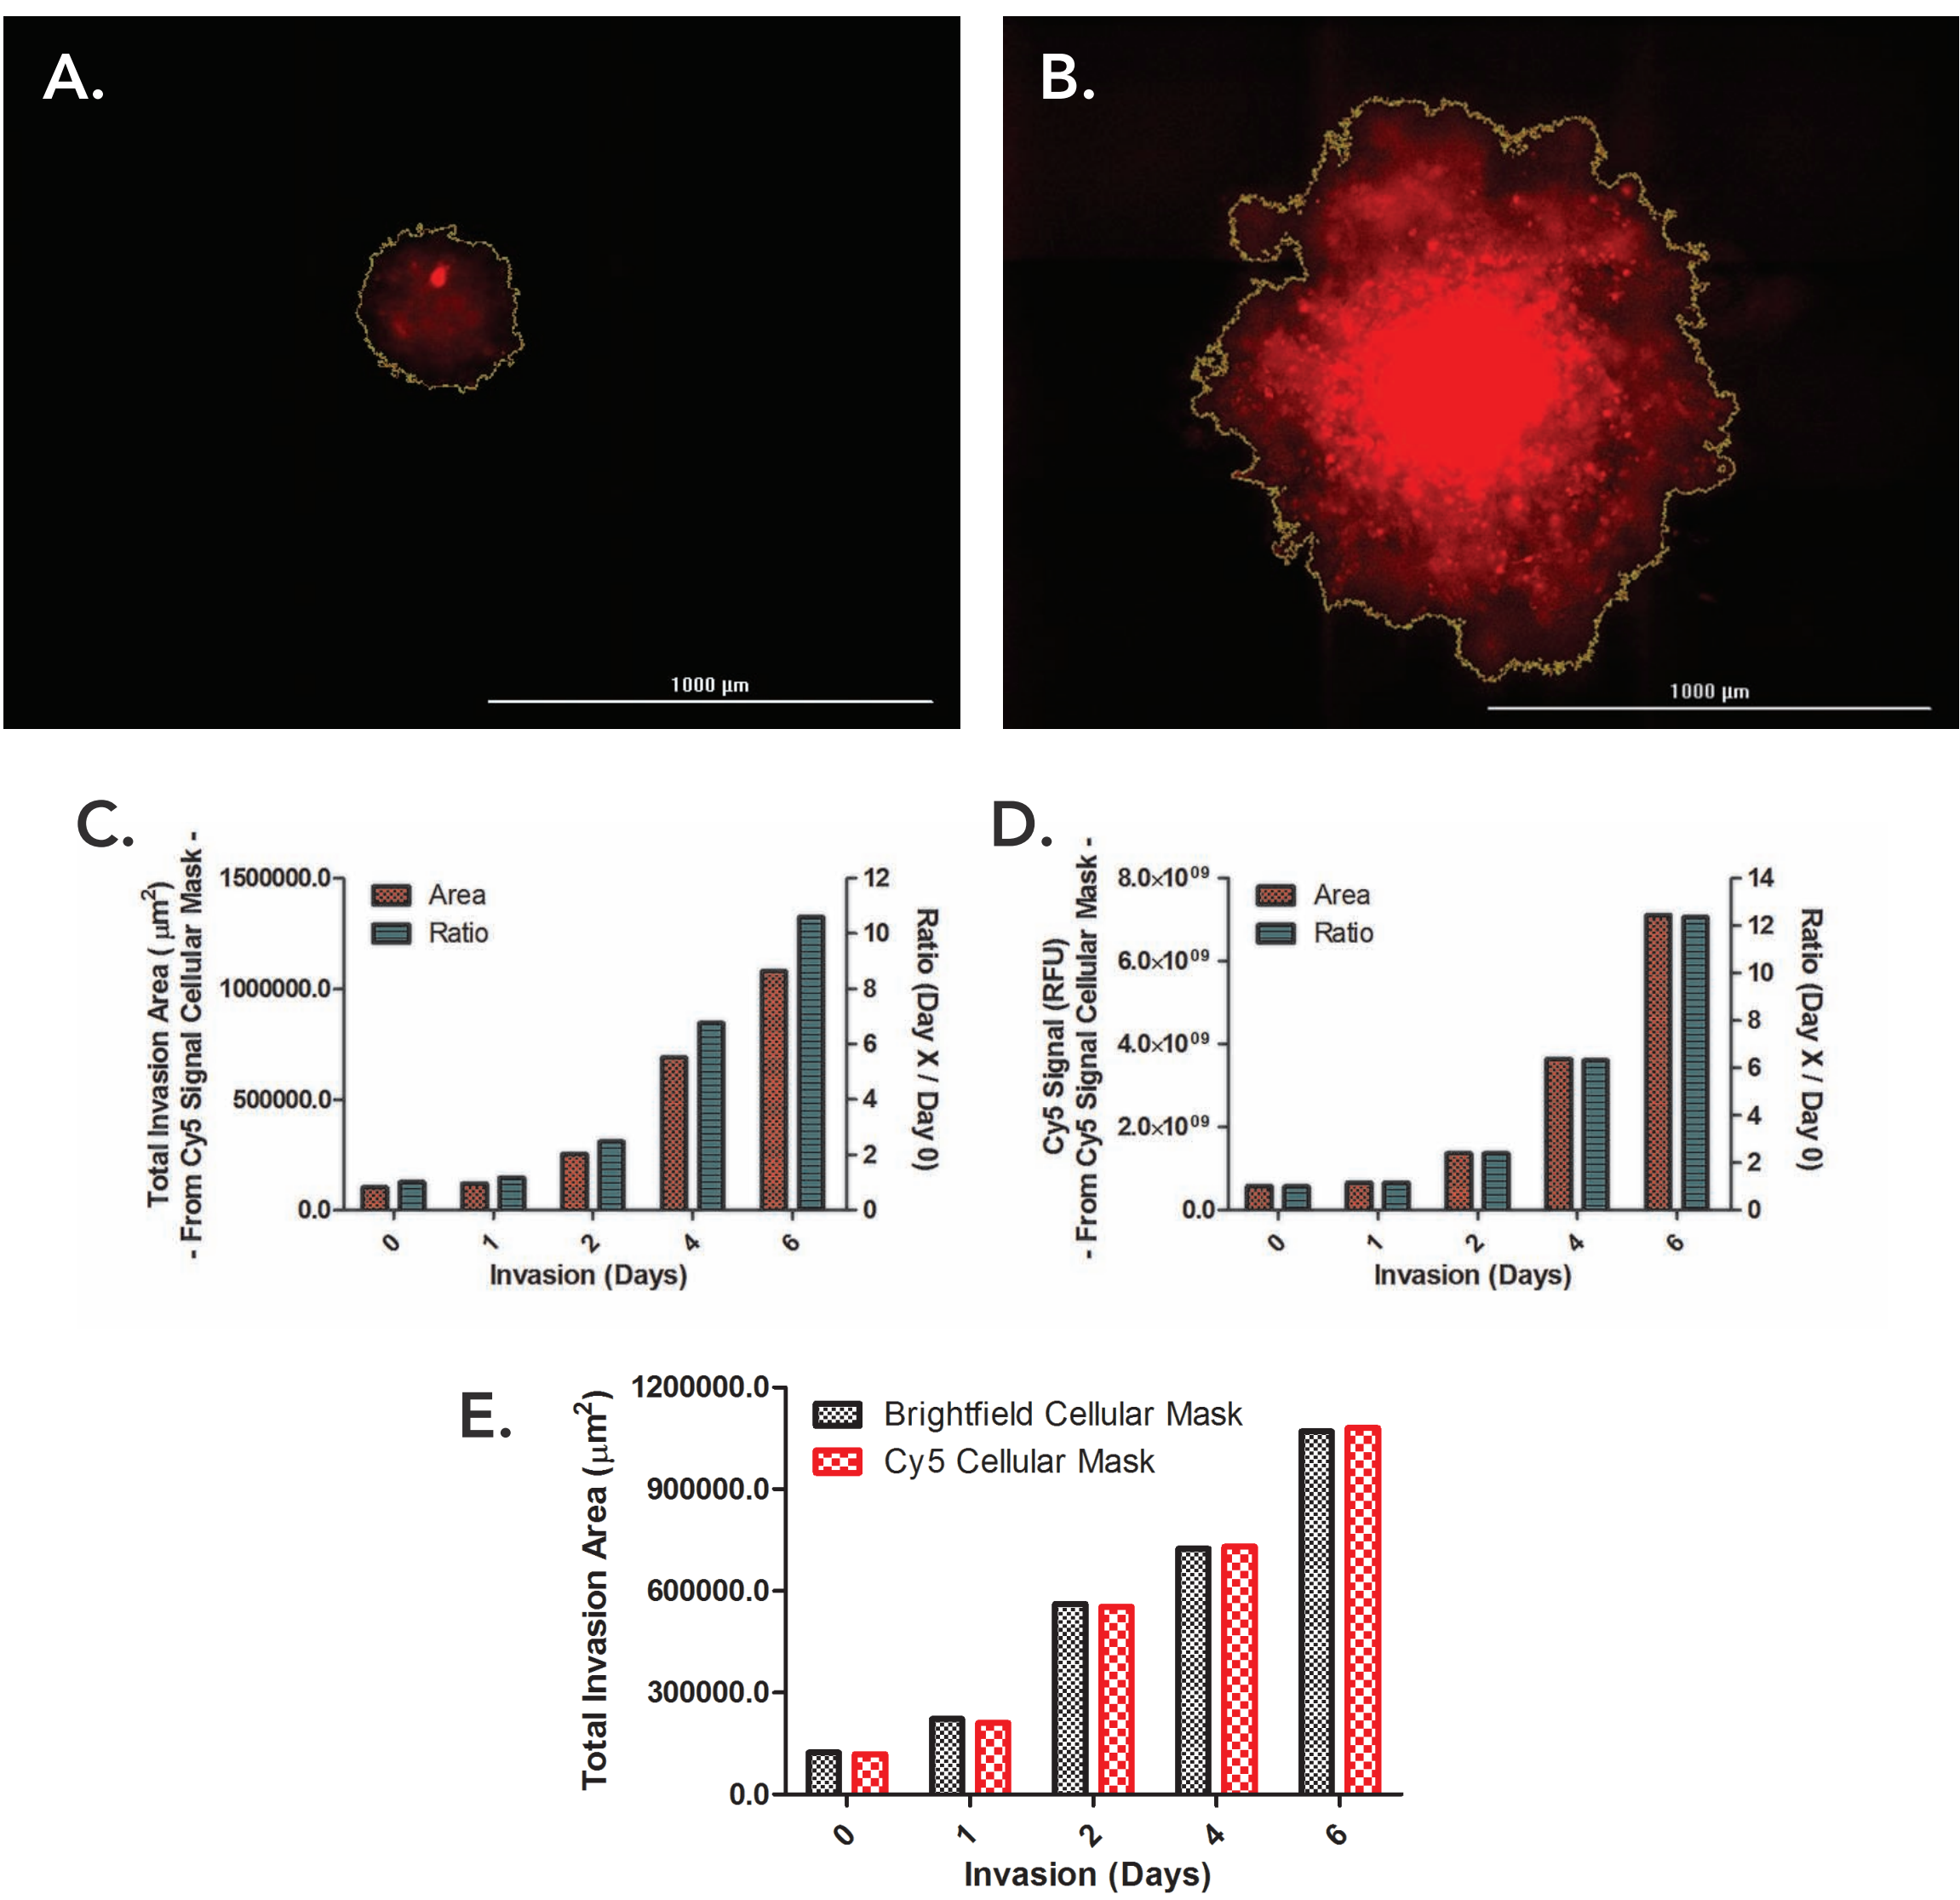 A.
1000 µm
B.
1000 µm
C.
Total Invasion Area ( µm²)
- From Cy5 Signal Cellular Mask -
1500000.0
1000000.0
500000.0
0.0
Area
Ratio
12
10
8
6
4
2
0
Ratio (Day X / Day 0)
0 1 2 4 6
Invasion (Days)
D.
Cy5 Signal (RFU)
- From Cy5 Signal Cellular Mask -
8.0×10⁰⁹
6.0×10⁰⁹
4.0×10⁰⁹
2.0×10⁰⁹
0.0
Area
Ratio
14
12
10
8
6
4
2
0
Ratio (Day X / Day 0)
0 1 2 4 6
Invasion (Days)
E.
Total Invasion Area (µm²)
1200000.0
900000.0
600000.0
300000.0
0.0
Brightfield Cellular Mask
Cy5 Cellular Mask
0 1 2 4 6
Invasion (Days)